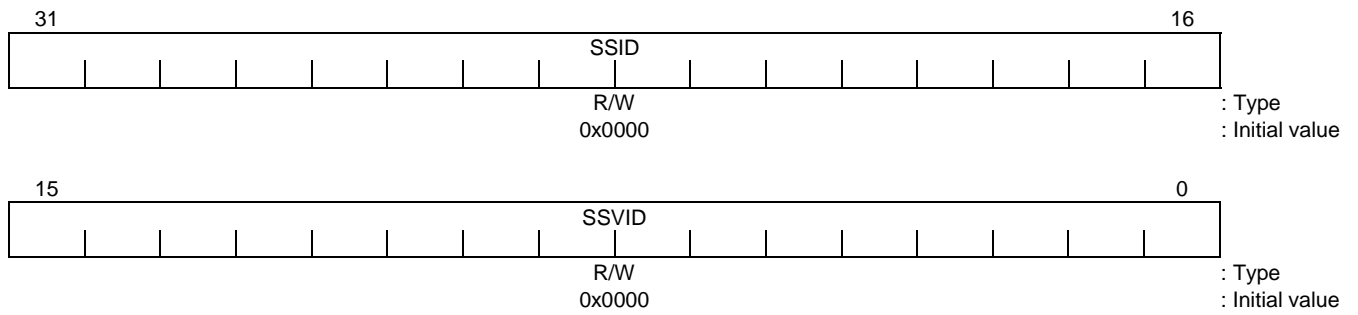 31 16
SSID
R/W : Type
0x0000 : Initial value
15 0
SSVID
R/W : Type
0x0000 : Initial value